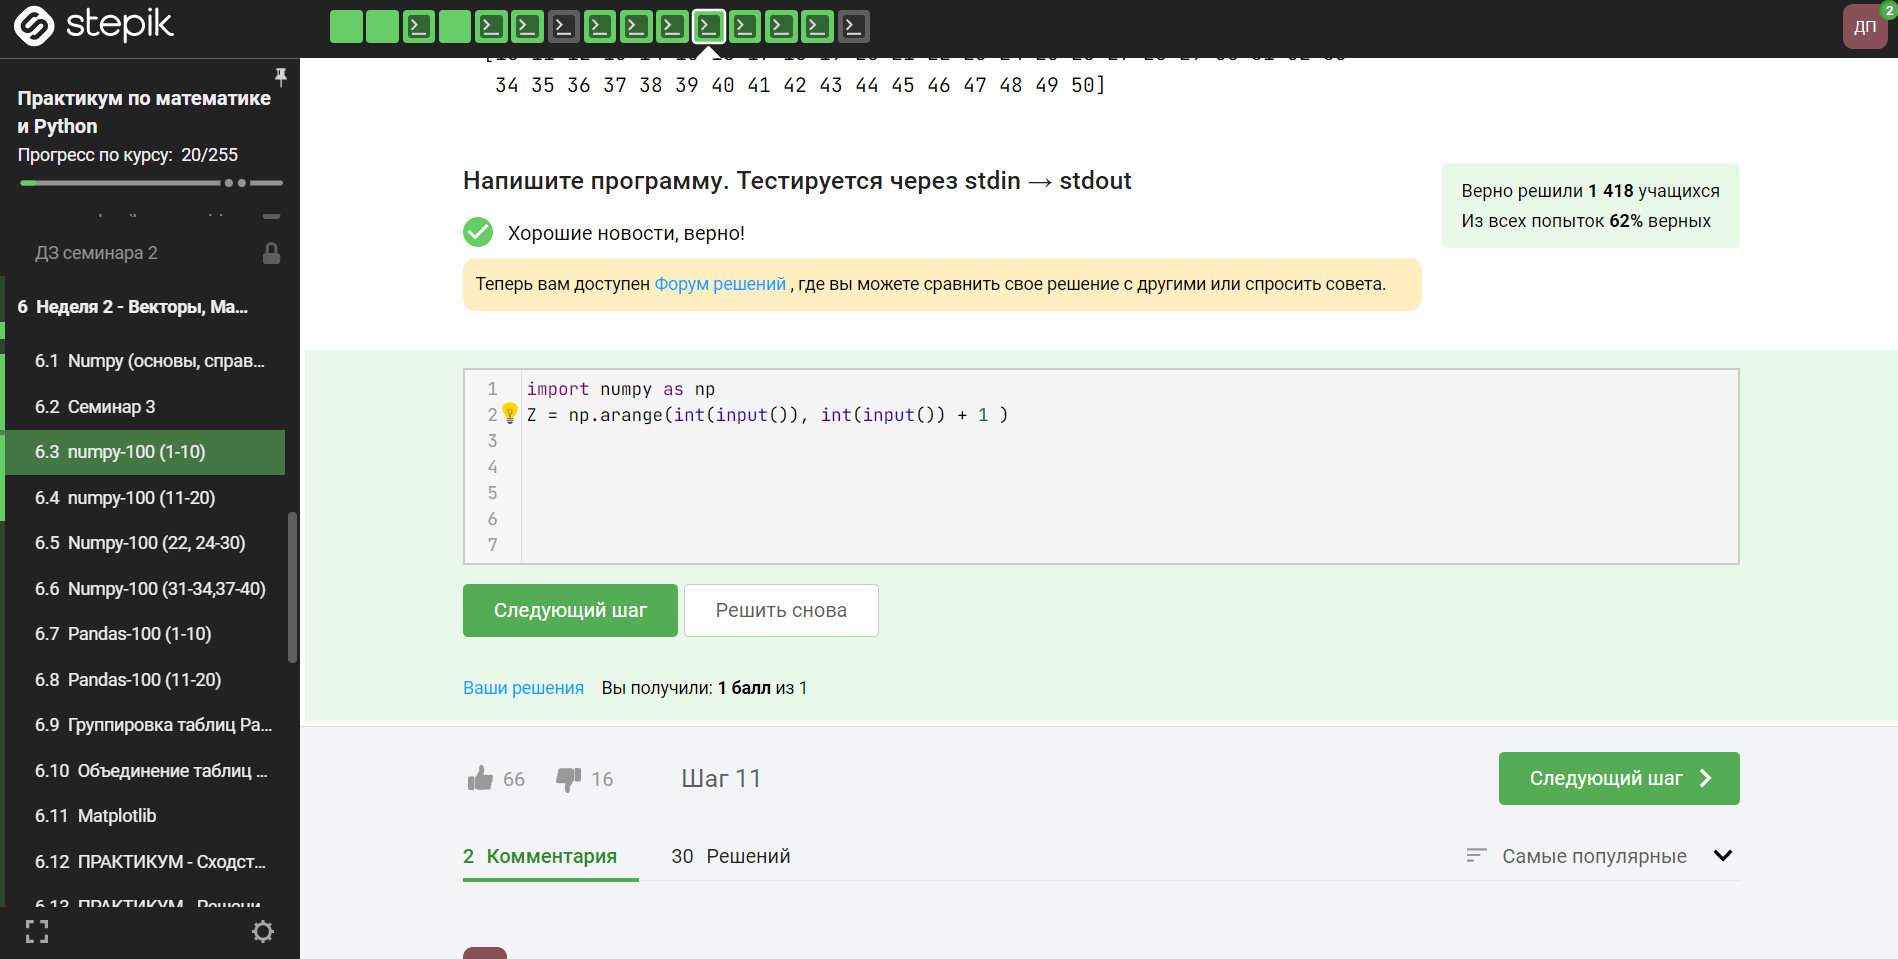 stepik
ДП
2
Практикум по математике
и Python
Прогресс по курсу: 20/255
ДЗ семинара 2
6 Неделя 2 - Векторы, Ма...
6.1 Numpy (основы, справ...
6.2 Семинар 3
6.3 numpy-100 (1-10)
6.4 numpy-100 (11-20)
6.5 Numpy-100 (22, 24-30)
6.6 Numpy-100 (31-34,37-40)
6.7 Pandas-100 (1-10)
6.8 Pandas-100 (11-20)
6.9 Группировка таблиц Pa...
6.10 Объединение таблиц ...
6.11 Matplotlib
6.12 ПРАКТИКУМ - Сходст...
6.13 ПРАКТИКУМ - Решени...
34 35 36 37 38 39 40 41 42 43 44 45 46 47 48 49 50]
Напишите программу. Тестируется через stdin → stdout
Верно решили 1 418 учащихся
Из всех попыток 62% верных
Хорошие новости, верно!
Теперь вам доступен Форум решений , где вы можете сравнить свое решение с другими или спросить совета.
1 import numpy as np
2 Z = np.arange(int(input()), int(input()) + 1 )
3
4
5
6
7
Следующий шаг
Решить снова
Ваши решения Вы получили: 1 балл из 1
66
16
Шаг 11
Следующий шаг
2 Комментария
30 Решений
Самые популярные